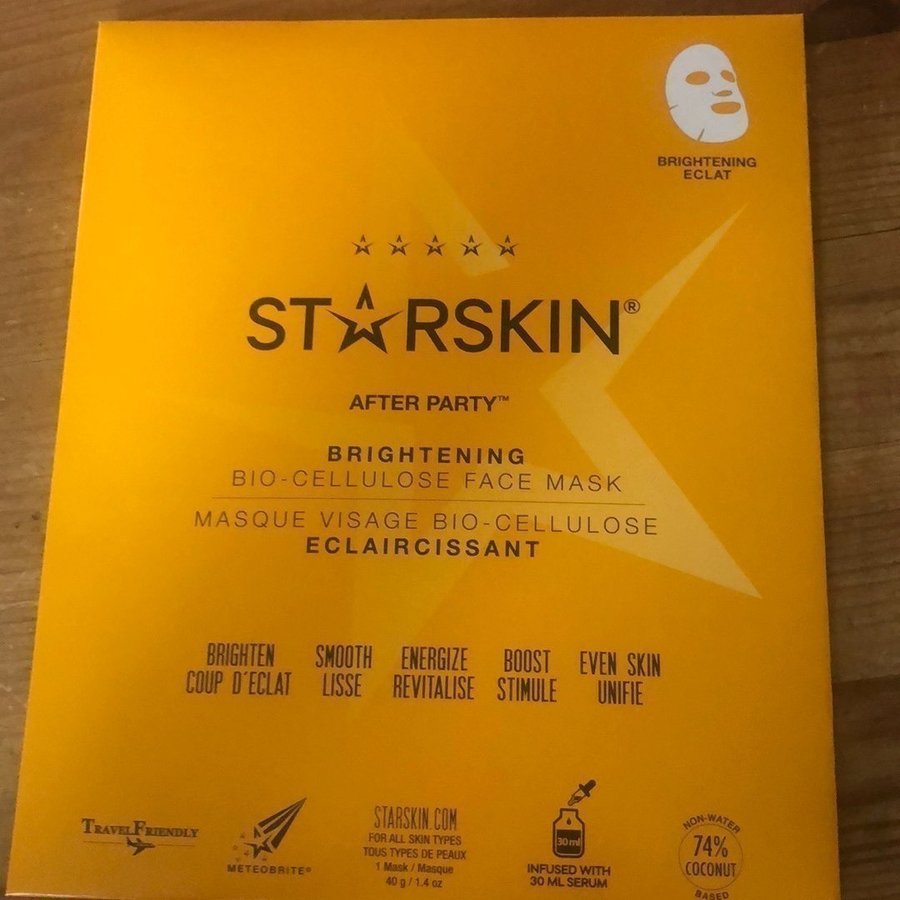 BRIGHTENING
ECLAT
STARSKIN®
AFTER PARTY™
BRIGHTENING
BIO-CELLULOSE FACE MASK
MASQUE VISAGE BIO-CELLULOSE
ECLAIRCISSANT
BRIGHTEN
COUP D'ECLAT
SMOOTH
LISSE
ENERGIZE
REVITALISE
BOOST
STIMULE
EVEN SKIN
UNIFIE
TRAVELFRIENDLY
METEOBRITE®
STARSKIN.COM
FOR ALL SKIN TYPES
TOUS TYPES DE PEAUX
1 Mask / Masque
40 g / 1.4 oz
30 ml
INFUSED WITH
30 ML SERUM
NON-WATER
74%
COCONUT
BASED